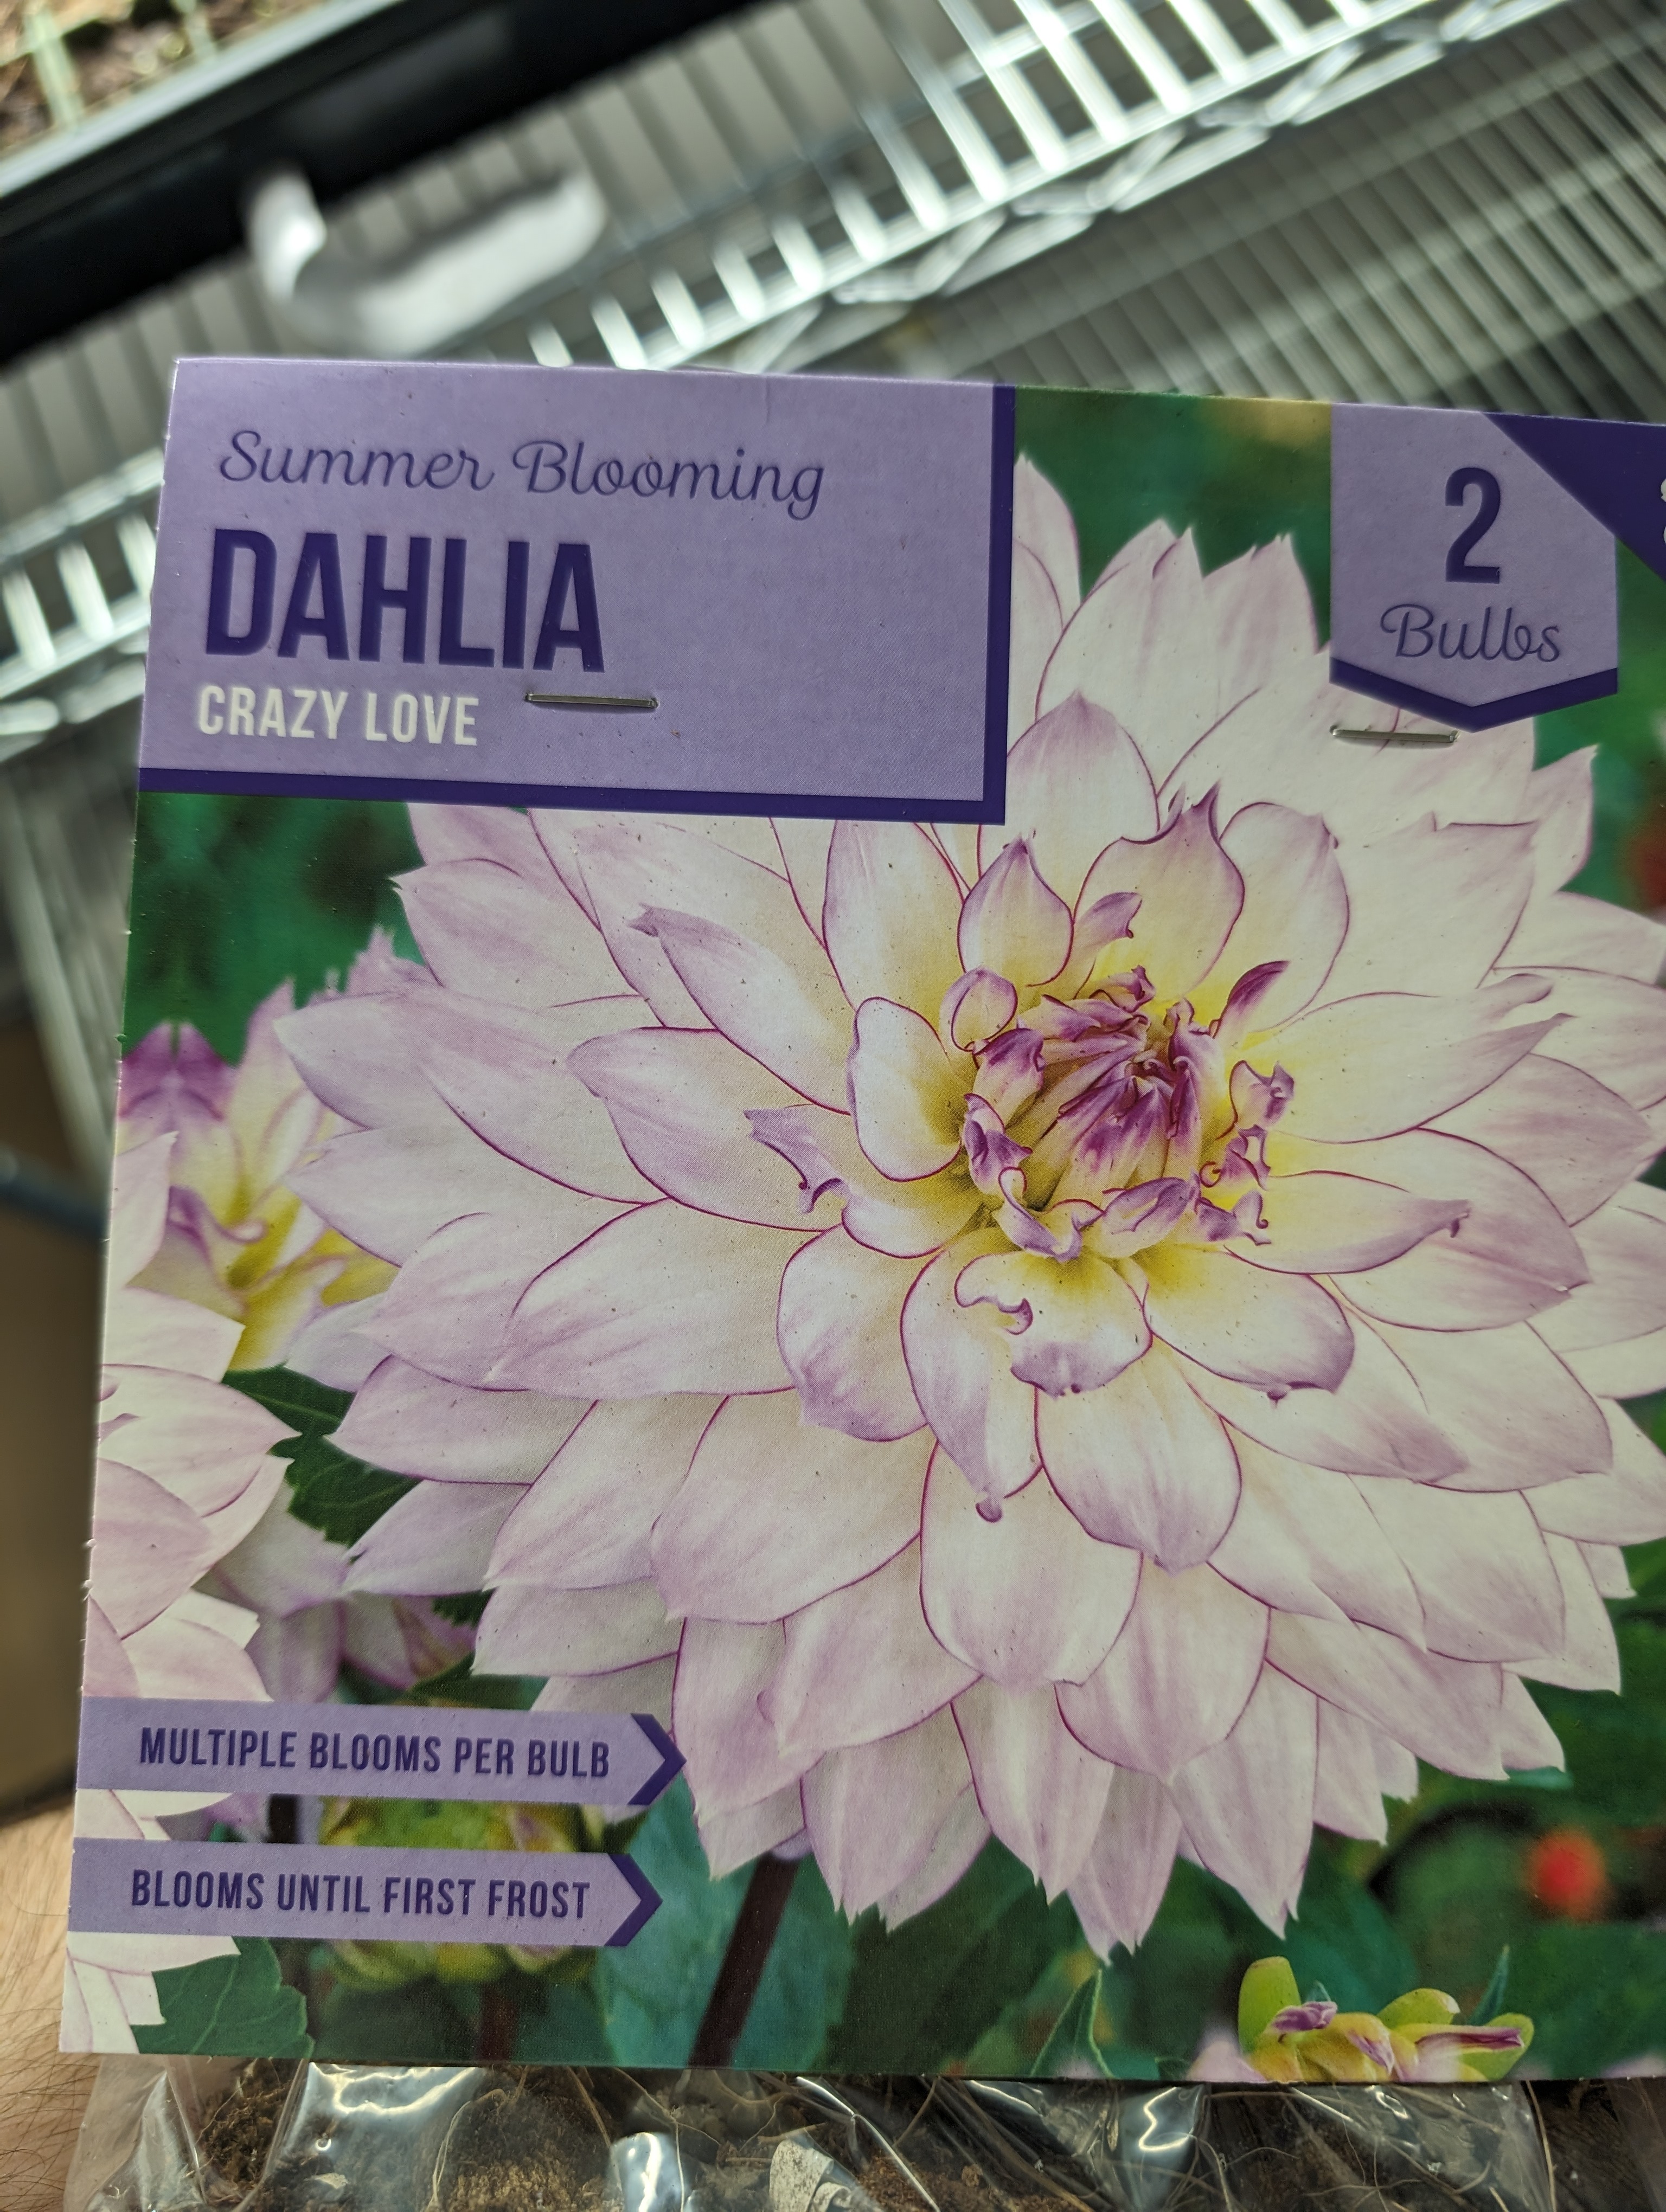 Summer Blooming
DAHLIA
CRAZY LOVE
2
Bulbs
MULTIPLE BLOOMS PER BULB
BLOOMS UNTIL FIRST FROST